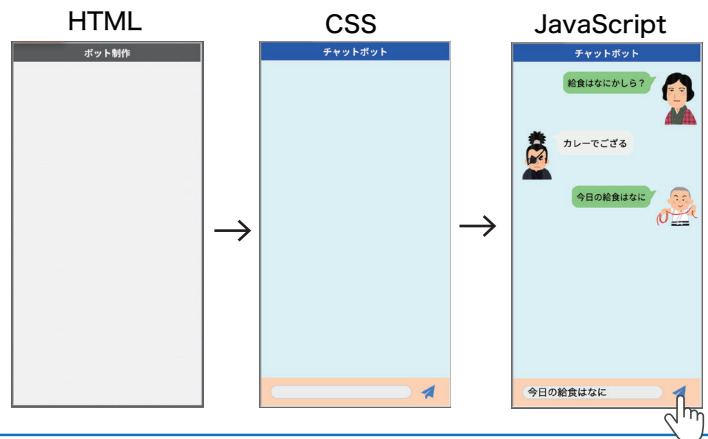 HTML
CSS
JavaScript
ボット制作
チャットボット
チャットボット
給食はなにかしら？
カレーでござる
今日の給食はなに
今日の給食はなに